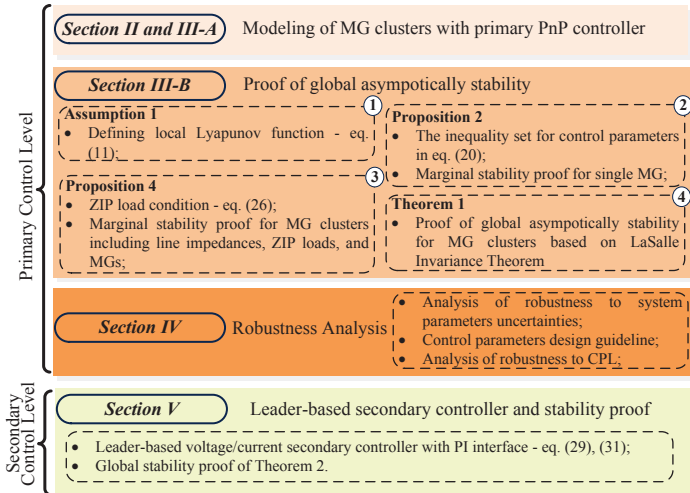 Primary Control Level
Section II and III-A
Modeling of MG clusters with primary PnP controller
Section III-B
Proof of global asympotically stability
1
Assumption 1
• Defining local Lyapunov function - eq.
(11);
2
Proposition 2
• The inequality set for control parameters
in eq. (20);
• Marginal stability proof for single MG;
3
Proposition 4
• ZIP load condition - eq. (26);
• Marginal stability proof for MG clusters
including line impedances, ZIP loads, and
MGs;
4
Theorem 1
• Proof of global asympotically stability
for MG clusters based on LaSalle
Invariance Theorem
Section IV
Robustness Analysis
• Analysis of robustness to system
parameters uncertainties;
• Control parameters design guideline;
• Analysis of robustness to CPL;
Secondary
Control Level
Section V
Leader-based secondary controller and stability proof
• Leader-based voltage/current secondary controller with PI interface - eq. (29), (31);
• Global stability proof of Theorem 2.